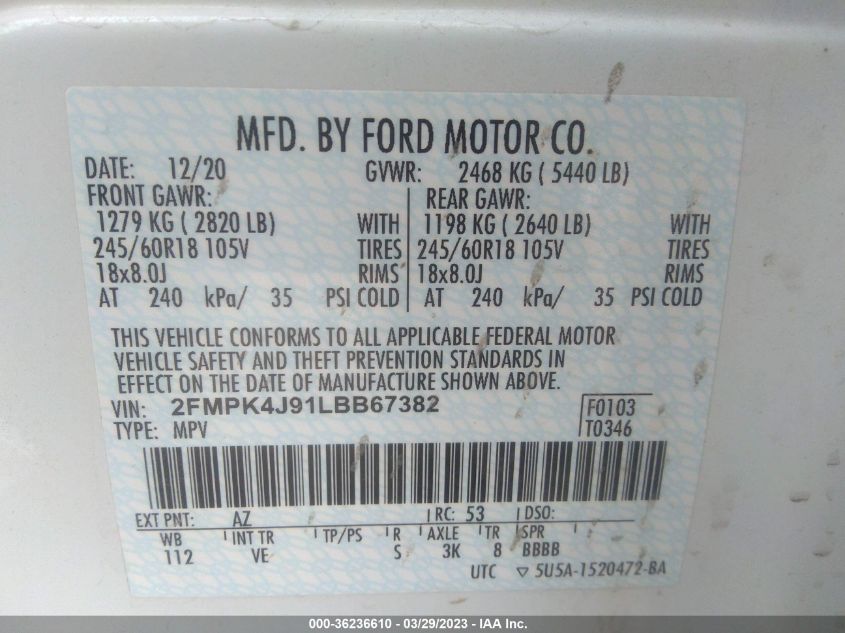 MFD. BY FORD MOTOR CO.
DATE: 12/20 GVWR: 2468 KG ( 5440 LB)
FRONT GAWR: REAR GAWR:
1279 KG ( 2820 LB) WITH 1198 KG ( 2640 LB) WITH
245/60R18 105V TIRES 245/60R18 105V TIRES
18x8.0J RIMS 18x8.0J RIMS
AT 240 kPa/ 35 PSI COLD AT 240 kPa/ 35 PSI COLD
THIS VEHICLE CONFORMS TO ALL APPLICABLE FEDERAL MOTOR
VEHICLE SAFETY AND THEFT PREVENTION STANDARDS IN
EFFECT ON THE DATE OF MANUFACTURE SHOWN ABOVE.
VIN: 2FMPK4J91LBB67382 F0103
TYPE: MPV T0346
EXT PNT: AZ RC: 53 DSO:
WB INT TR TP/PS R AXLE TR SPR
112 VE S 3K 8 BBBB
UTC ▽ 5U5A-1520472-BA
000-36236610 - 03/29/2023 - IAA Inc.